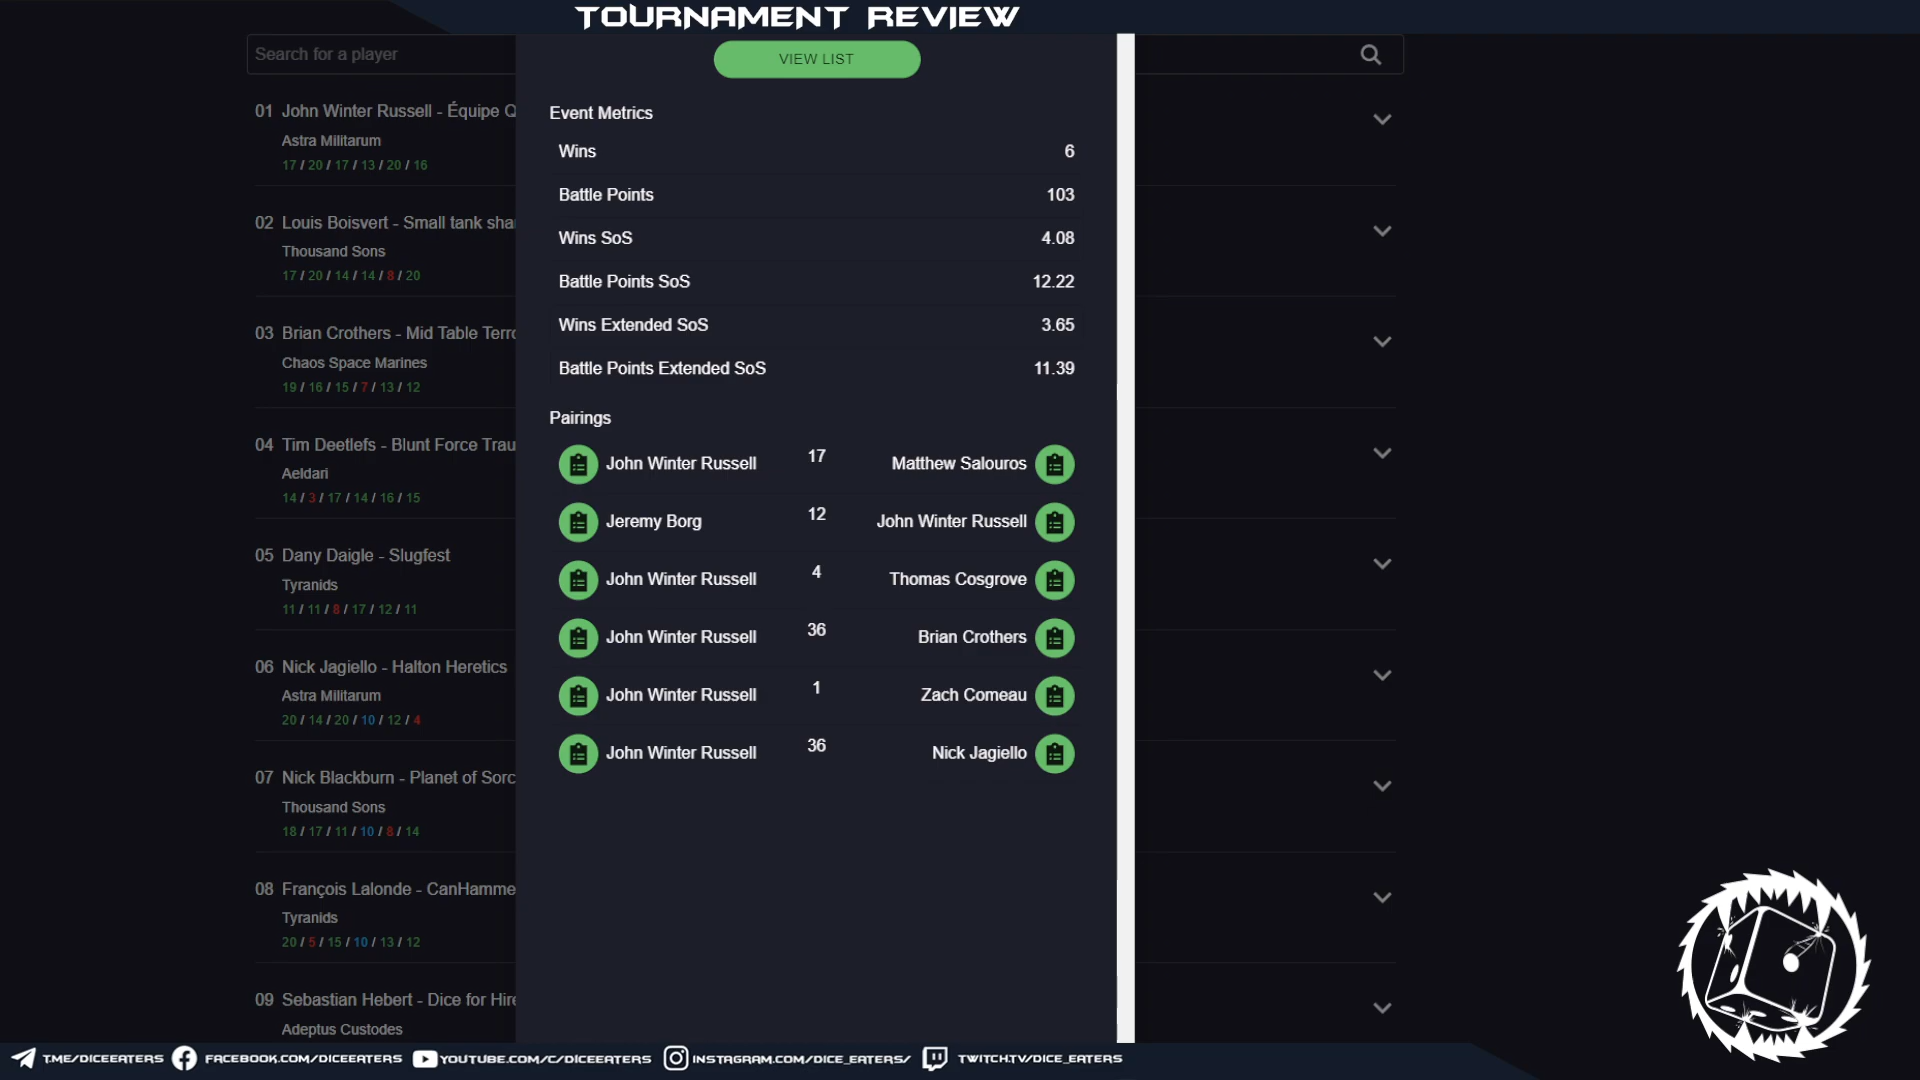 TOURNAMENT REVIEW
Search for a player
VIEW LIST
01 John Winter Russell - Équipe Q
Astra Militarum
17 / 20 / 17 / 13 / 20 / 16
02 Louis Boisvert - Small tank sha
Thousand Sons
17 / 20 / 14 / 14 / 8 / 20
03 Brian Crothers - Mid Table Terro
Chaos Space Marines
19 / 16 / 15 / 7 / 13 / 12
04 Tim Deetlefs - Blunt Force Trau
Aeldari
14 / 3 / 17 / 14 / 16 / 15
05 Dany Daigle - Slugfest
Tyranids
11 / 11 / 8 / 17 / 12 / 11
06 Nick Jagiello - Halton Heretics
Astra Militarum
20 / 14 / 20 / 10 / 12 / 4
07 Nick Blackburn - Planet of Sorc
Thousand Sons
18 / 17 / 11 / 10 / 8 / 14
08 François Lalonde - CanHamme
Tyranids
20 / 5 / 15 / 10 / 13 / 12
09 Sebastian Hebert - Dice for Hire
Adeptus Custodes
Event Metrics
Wins 6
Battle Points 103
Wins SoS 4.08
Battle Points SoS 12.22
Wins Extended SoS 3.65
Battle Points Extended SoS 11.39
Pairings
John Winter Russell 17 Matthew Salouros
Jeremy Borg 12 John Winter Russell
John Winter Russell 4 Thomas Cosgrove
John Winter Russell 36 Brian Crothers
John Winter Russell 1 Zach Comeau
John Winter Russell 36 Nick Jagiello
T.ME/DICEEATERS FACEBOOK.COM/DICEEATERS YOUTUBE.COM/C/DICEEATERS INSTAGRAM.COM/DICE_EATERS/ TWITCH.TV/DICE_EATERS